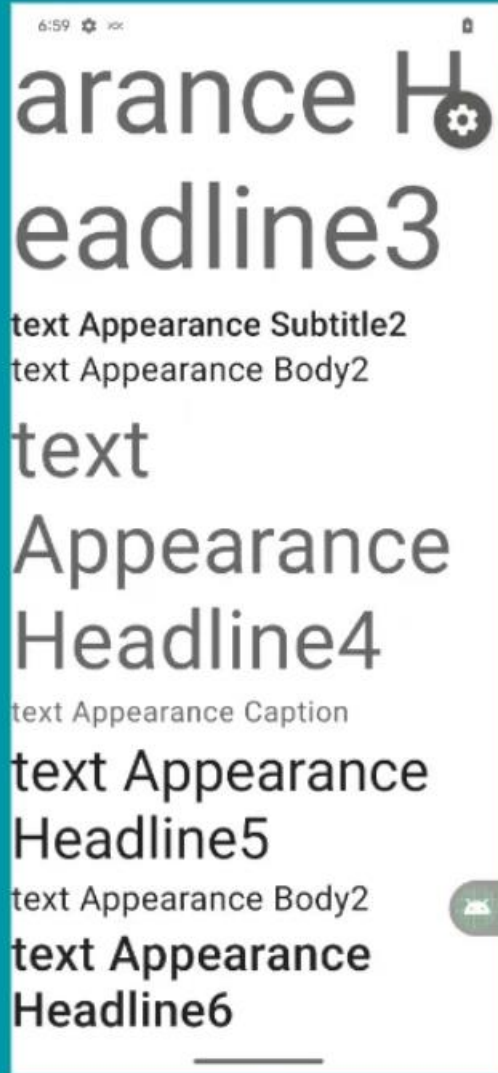 6:59
arance H
eadline3
text Appearance Subtitle2
text Appearance Body2
text
Appearance
Headline4
text Appearance Caption
text Appearance
Headline5
text Appearance Body2
text Appearance
Headline6